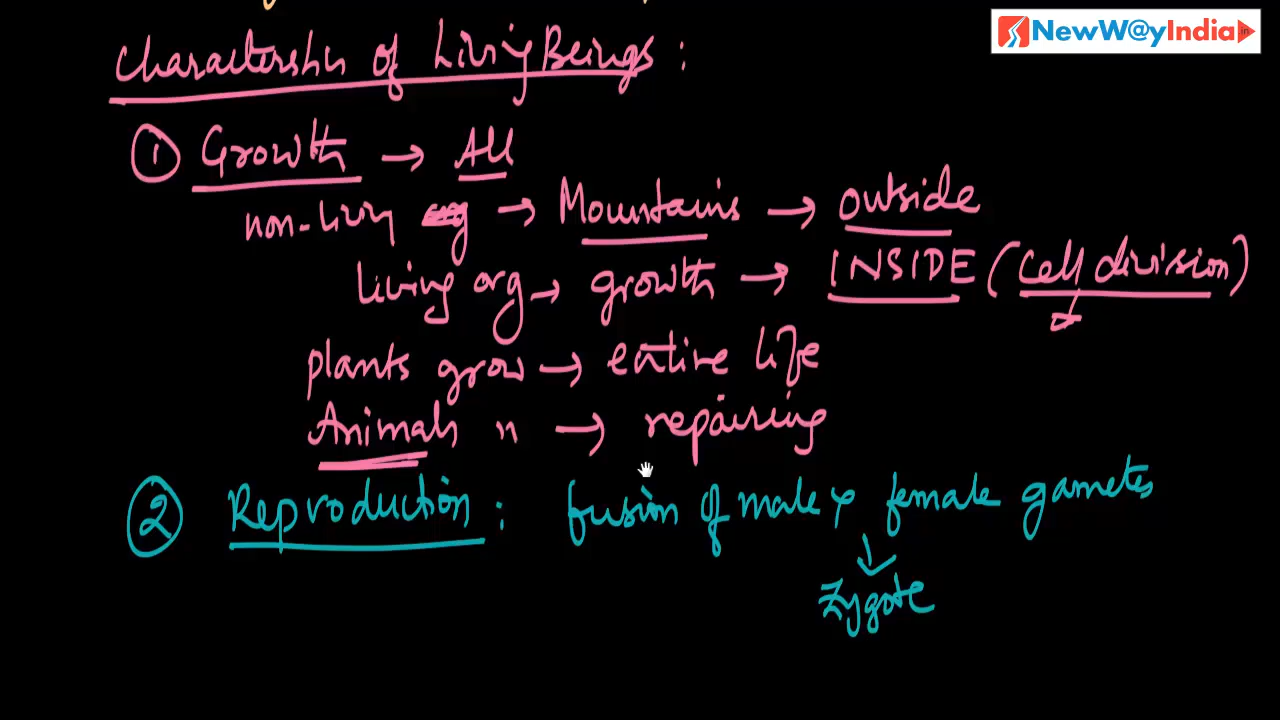 NewW@yIndia
Characterstics of Living Beings :
① Growth → All
non-living → Mountains → outside
living org → growth → INSIDE (Cell division)
plants grow → entire life
Animals " → repairing
② Reproduction : fusion of male & female gametes
Zygote